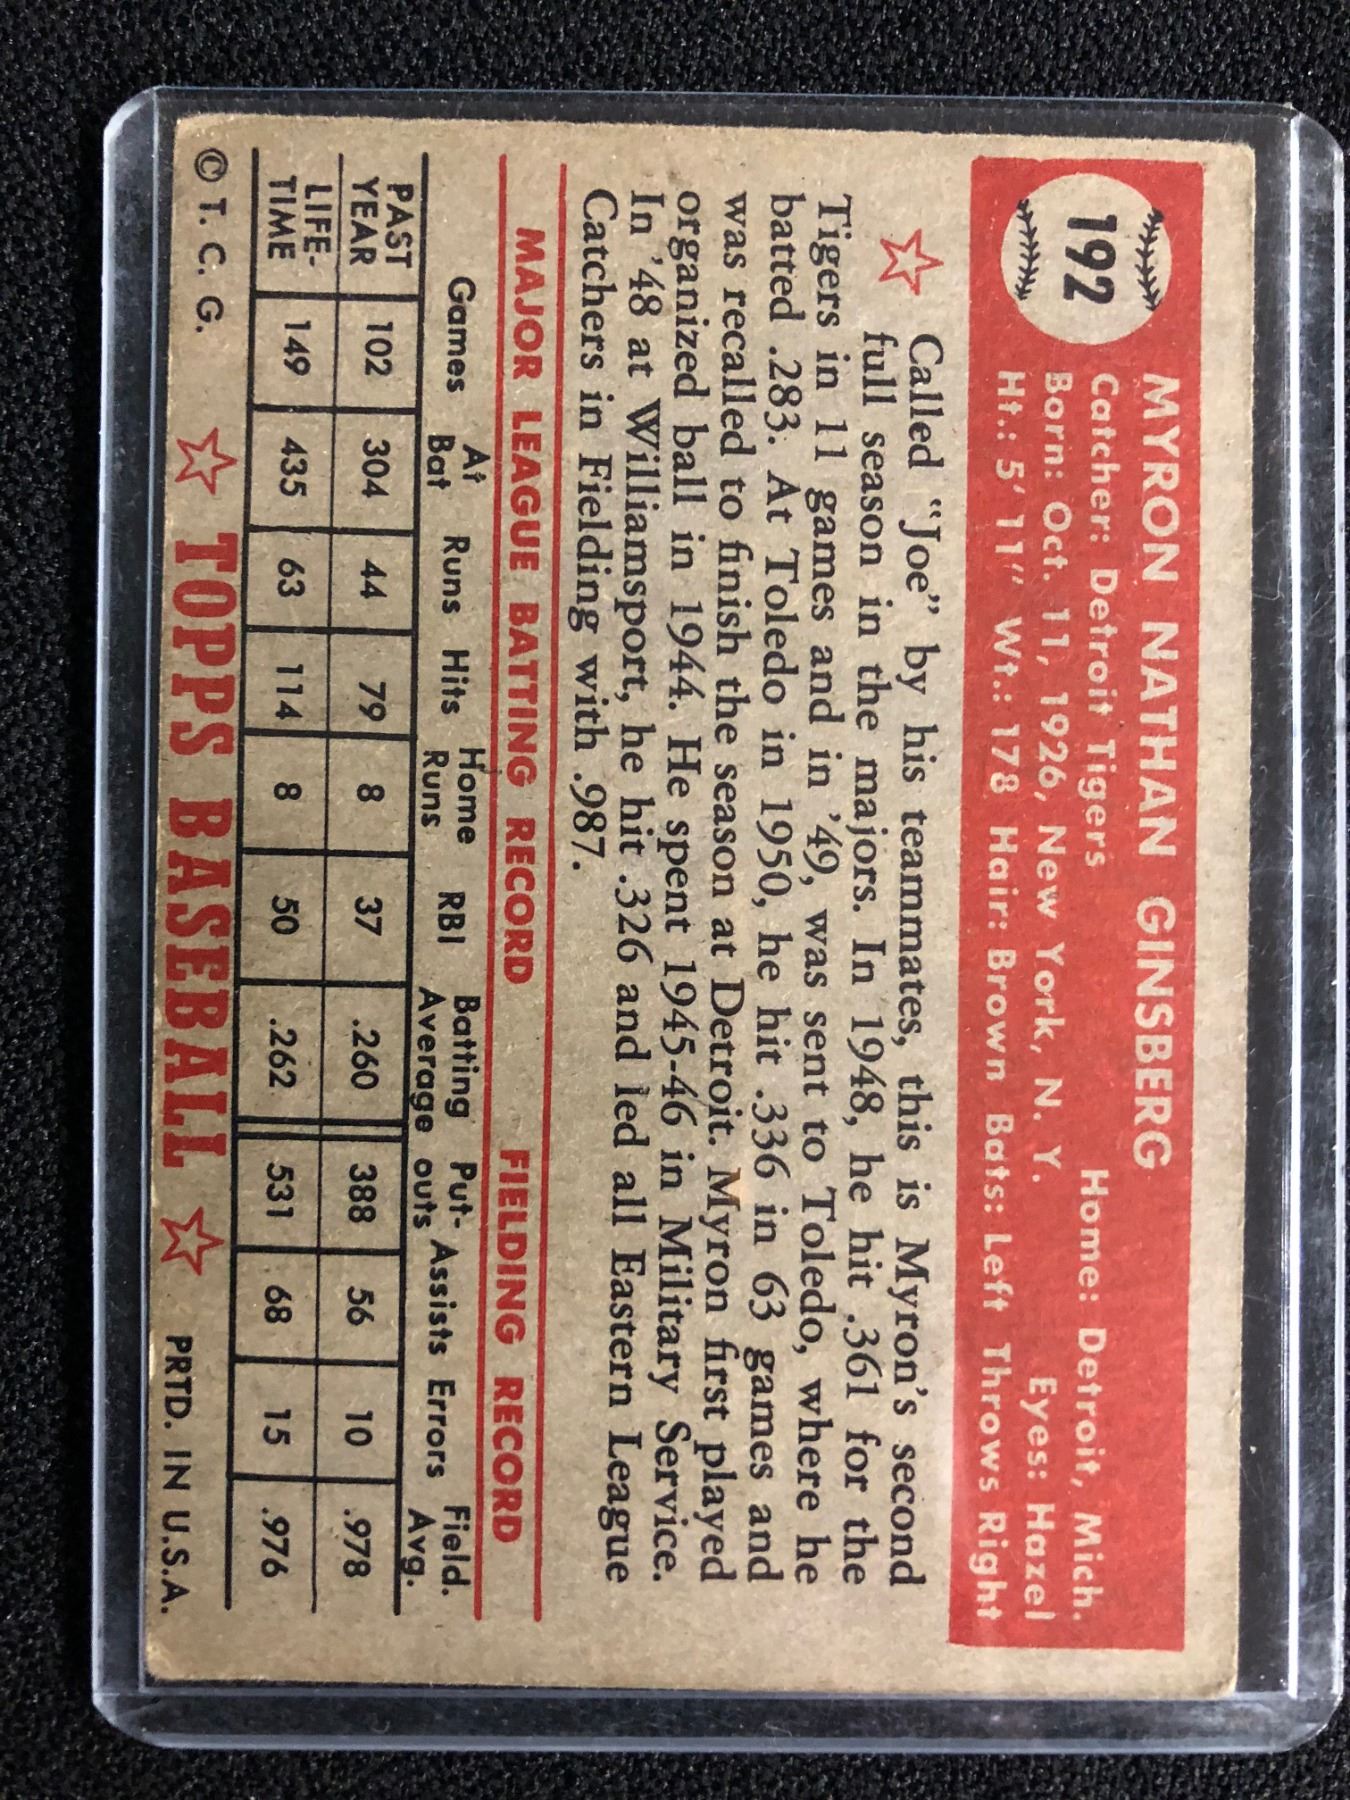 192
MYRON NATHAN GINSBERG
Catcher: Detroit Tigers Home: Detroit, Mich.
Born: Oct. 11, 1926, New York, N. Y. Eyes: Hazel
Ht.: 5'11" Wt.: 178 Hair: Brown Bats: Left Throws Right
Called "Joe" by his teammates, this is Myron's second
full season in the majors. In 1948, he hit .361 for the
Tigers in 11 games and in '49, was sent to Toledo, where he
batted .283. At Toledo in 1950, he hit .336 in 63 games and
was recalled to finish the season at Detroit. Myron first played
organized ball in 1944. He spent 1945-46 in Military Service.
In '48 at Williamsport, he hit .326 and led all Eastern League
Catchers in Fielding with .987.
MAJOR LEAGUE BATTING RECORD FIELDING RECORD
Games At Bat Runs Hits Home Runs RBI Batting Average Put-outs Assists Errors Field. Avg.
PAST YEAR 102 304 44 79 8 37 .260 388 56 10 .978
LIFE-TIME 149 435 63 114 8 50 .262 531 68 15 .976
© T. C. G. TOPPS BASEBALL PRTD. IN U.S.A.